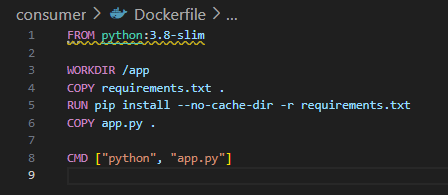 consumer > Dockerfile > ...
1 FROM python:3.8-slim
2
3 WORKDIR /app
4 COPY requirements.txt .
5 RUN pip install --no-cache-dir -r requirements.txt
6 COPY app.py .
7
8 CMD ["python", "app.py"]
9